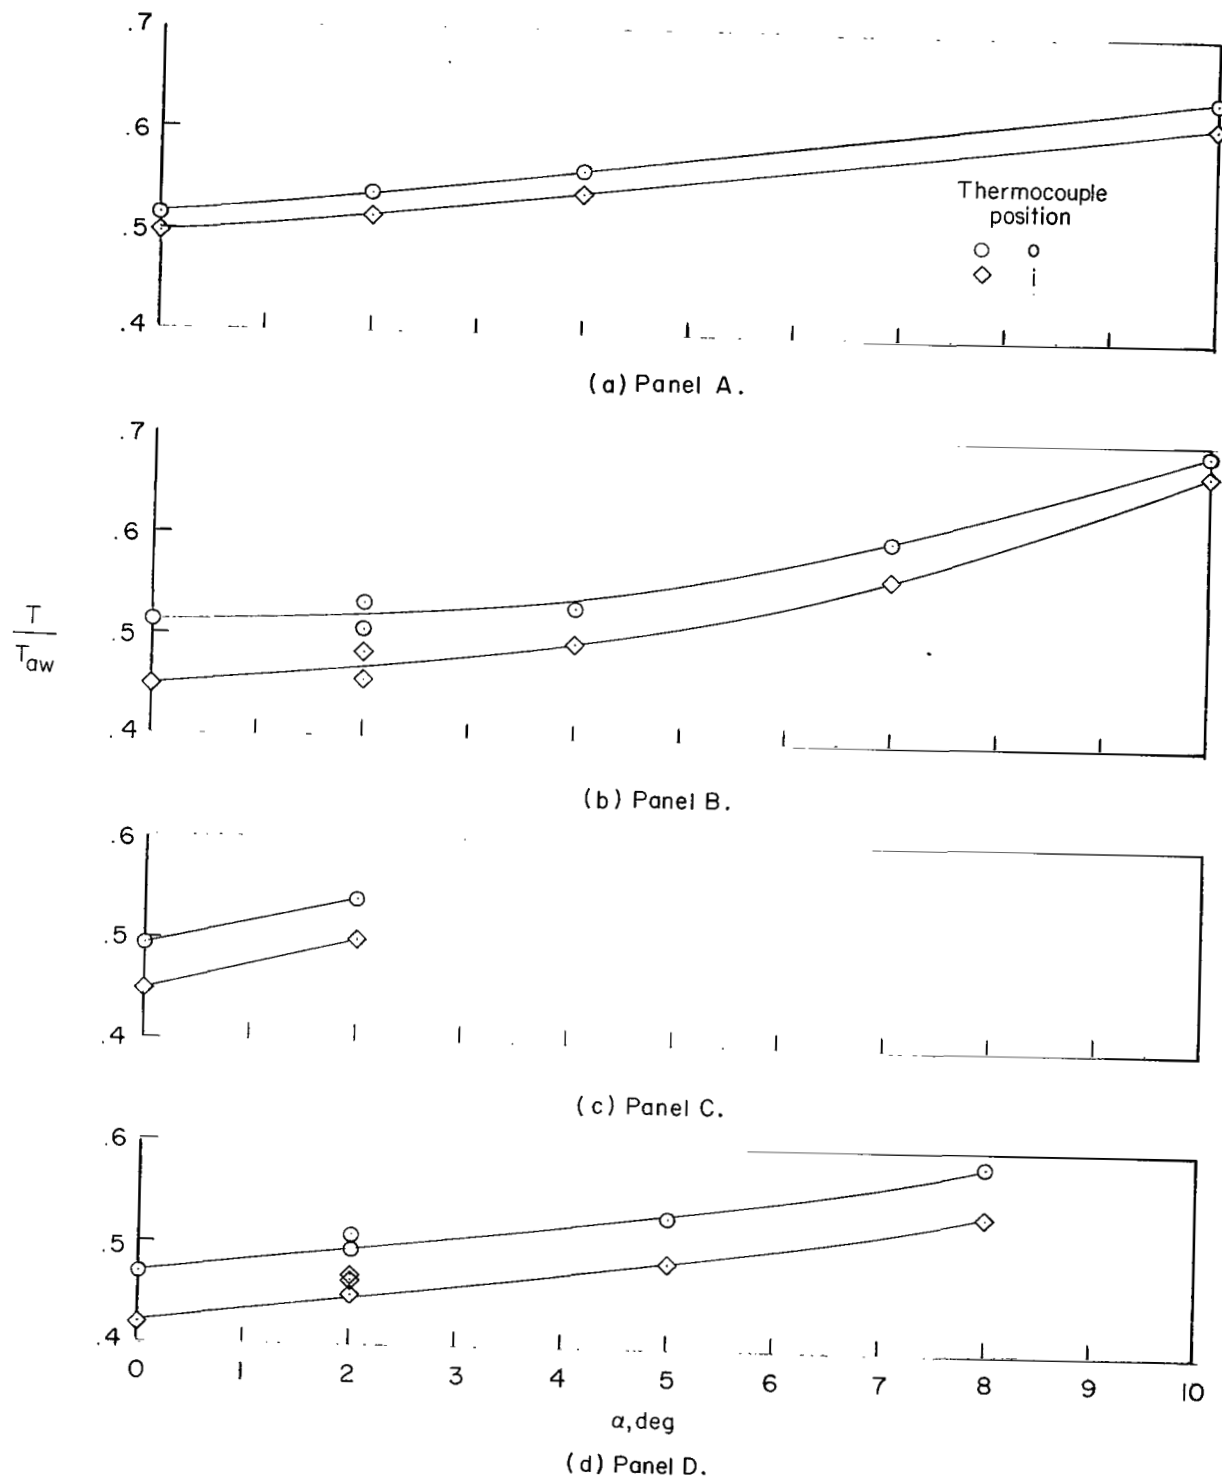 .7
.6
.5
.4
Thermocouple
position
o
i
(a) Panel A.
.7
.6
.5
.4
T
Taw
(b) Panel B.
.6
.5
.4
(c) Panel C.
.6
.5
.4
0 1 2 3 4 5 6 7 8 9 10
α, deg
(d) Panel D.